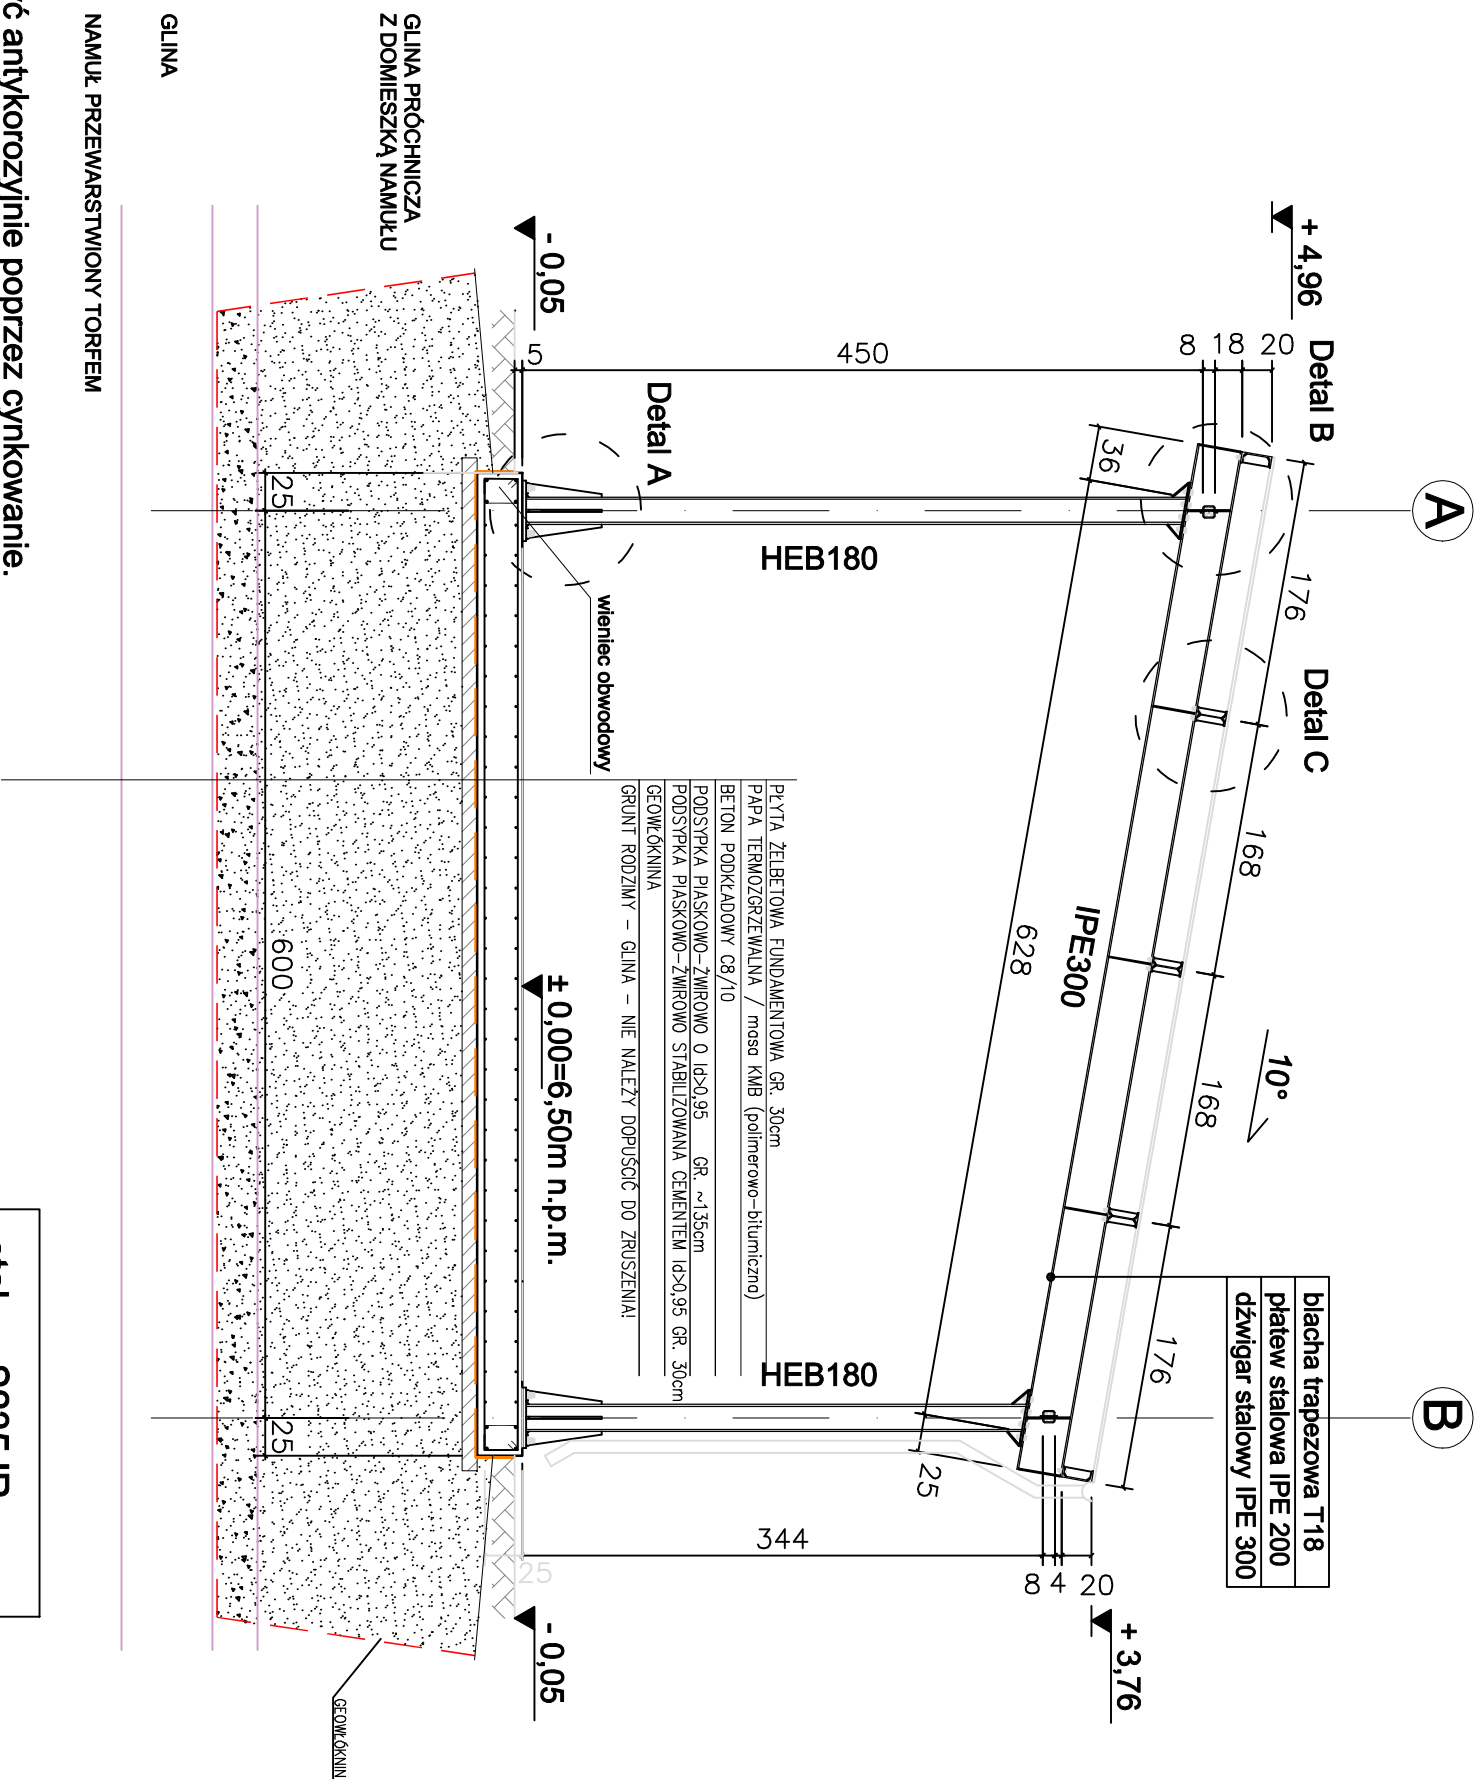 A
B
+ 4,96
Detal B
Detal C
blacha trapezowa T18
płatew stalowa IPE 200
dźwigar stalowy IPE 300
176
168
168
176
10°
20
18
8
450
5
36
628
IPE300
25
+ 3,76
20
4
8
344
25
HEB180
HEB180
Detal A
wieniec obwodowy
PŁYTA ŻELBETOWA FUNDAMENTOWA GR. 30cm
PAPA TERMOZGRZEWALNA / masa KMB (polimerowo-bitumiczna)
BETON PODKŁADOWY C8/10
PODSYPKA PIASKOWO-ŻWIROWO O Id>0,95 GR. ~135cm
PODSYPKA PIASKOWO-ŻWIROWO STABILIZOWANA CEMENTEM Id>0,95 GR. 30cm
GEOWŁÓKNINA
GRUNT RODZIMY - GLINA - NIE NALEŻY DOPUŚCIĆ DO ZRUSZENIA!
- 0,05
± 0,00=6,50m n.p.m.
- 0,05
GLINA PRÓCHNICZA
Z DOMIESZKĄ NAMUŁU
25
600
25
GEOWŁÓKNIN
GLINA
NAMUŁ PRZEWARSTWIONY TORFEM
ć antykorozyjnie poprzez cynkowanie.